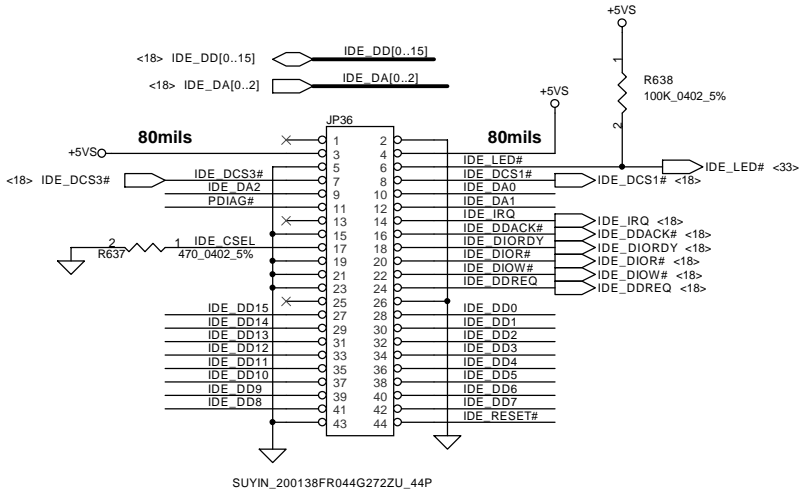 +5VS
<18> IDE_DD[0..15] IDE_DD[0..15]
<18> IDE_DA[0..2] IDE_DA[0..2]
1
R638
100K_0402_5%
2
+5VS
JP36
80mils 80mils
1 2
+5VS 3 4
5 6 IDE_LED# IDE_LED# <33>
<18> IDE_DCS3# IDE_DCS3# 7 8 IDE_DCS1# IDE_DCS1# <18>
IDE_DA2 9 10 IDE_DA0
PDIAG# 11 12 IDE_DA1
13 14 IDE_IRQ IDE_IRQ <18>
15 16 IDE_DDACK# IDE_DDACK# <18>
2 1 IDE_CSEL 17 18 IDE_DIORDY IDE_DIORDY <18>
R637 470_0402_5% 19 20 IDE_DIOR# IDE_DIOR# <18>
21 22 IDE_DIOW# IDE_DIOW# <18>
23 24 IDE_DDREQ IDE_DDREQ <18>
25 26
IDE_DD15 27 28 IDE_DD0
IDE_DD14 29 30 IDE_DD1
IDE_DD13 31 32 IDE_DD2
IDE_DD12 33 34 IDE_DD3
IDE_DD11 35 36 IDE_DD4
IDE_DD10 37 38 IDE_DD5
IDE_DD9 39 40 IDE_DD6
IDE_DD8 41 42 IDE_DD7
43 44 IDE_RESET#
SUYIN_200138FR044G272ZU_44P